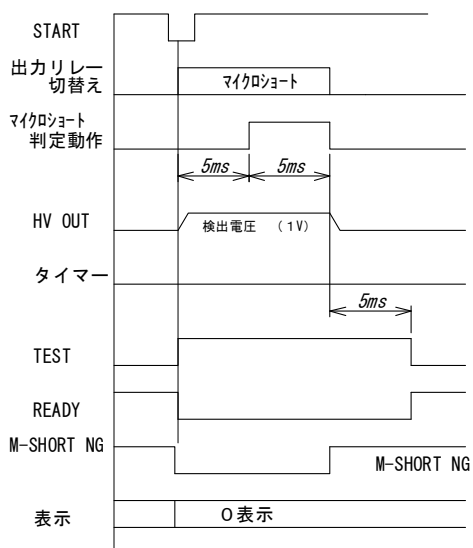 START
出力リレー
切替え
マイクロショート
ﾏｲｸﾛｼｮｰﾄ
判定動作
5ms
5ms
HV OUT
検出電圧 （1V）
タイマー
5ms
TEST
READY
M-SHORT NG
M-SHORT NG
表示
0表示